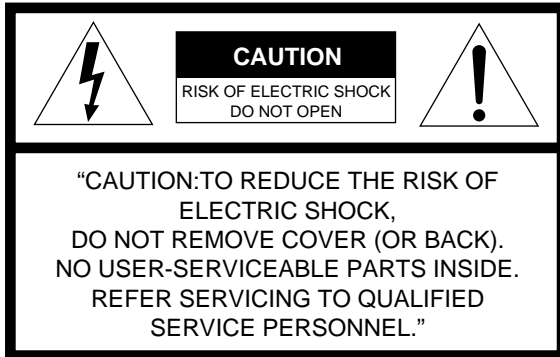 CAUTION
RISK OF ELECTRIC SHOCK
DO NOT OPEN
“CAUTION:TO REDUCE THE RISK OF
ELECTRIC SHOCK,
DO NOT REMOVE COVER (OR BACK).
NO USER-SERVICEABLE PARTS INSIDE.
REFER SERVICING TO QUALIFIED
SERVICE PERSONNEL.”